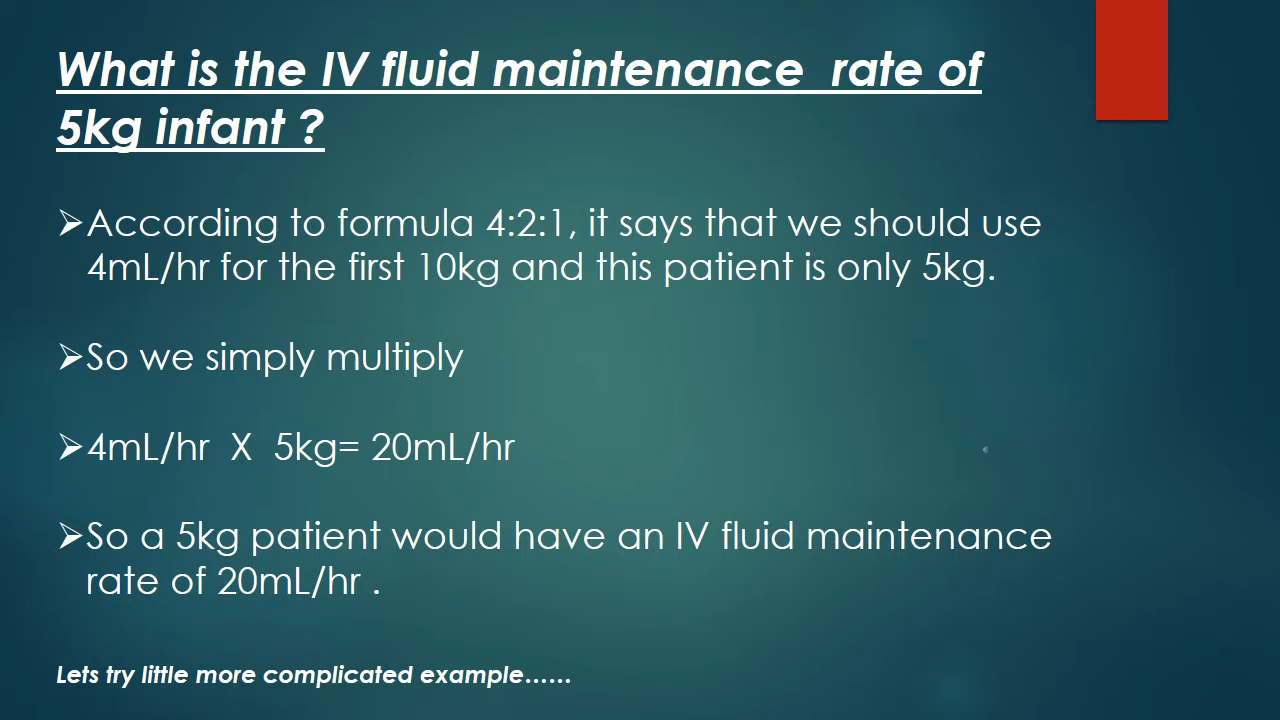 What is the IV fluid maintenance  rate of
5kg infant ?
➢According to formula 4:2:1, it says that we should use
4mL/hr for the first 10kg and this patient is only 5kg.
➢So we simply multiply
➢4mL/hr  X  5kg= 20mL/hr
➢So a 5kg patient would have an IV fluid maintenance
rate of 20mL/hr .
Lets try little more complicated example......